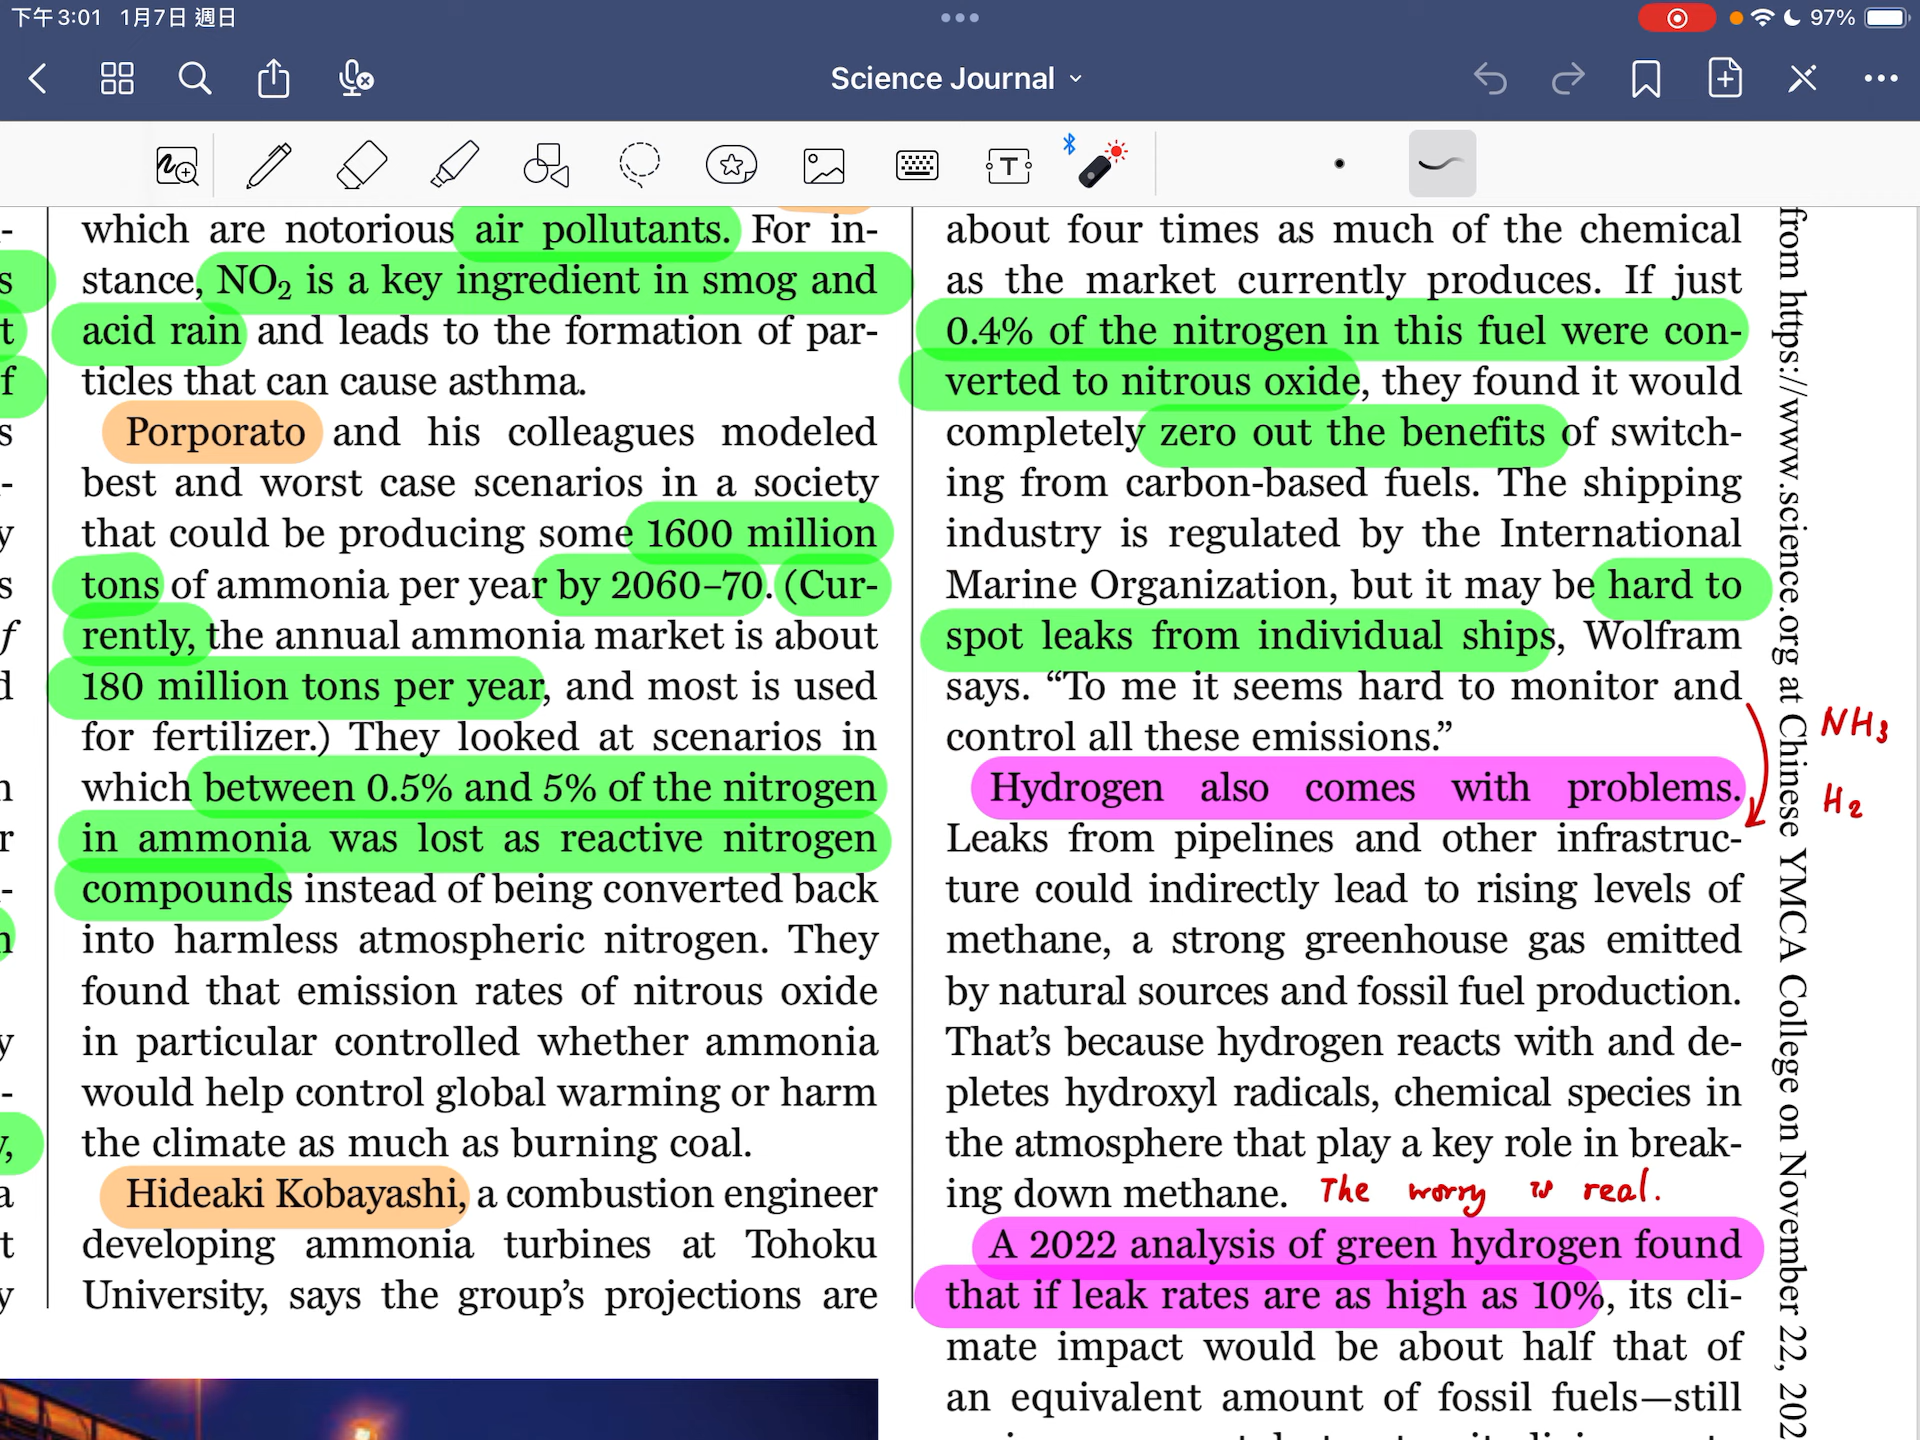 下午3:01 1月7日 週日
97%
Science Journal
T
which are notorious air pollutants. For in-
stance, NO₂ is a key ingredient in smog and
acid rain and leads to the formation of par-
ticles that can cause asthma.
Porporato and his colleagues modeled
best and worst case scenarios in a society
that could be producing some 1600 million
tons of ammonia per year by 2060–70. (Cur-
rently, the annual ammonia market is about
180 million tons per year, and most is used
for fertilizer.) They looked at scenarios in
which between 0.5% and 5% of the nitrogen
in ammonia was lost as reactive nitrogen
compounds instead of being converted back
into harmless atmospheric nitrogen. They
found that emission rates of nitrous oxide
in particular controlled whether ammonia
would help control global warming or harm
the climate as much as burning coal.
Hideaki Kobayashi, a combustion engineer
developing ammonia turbines at Tohoku
University, says the group’s projections are
about four times as much of the chemical
as the market currently produces. If just
0.4% of the nitrogen in this fuel were con-
verted to nitrous oxide, they found it would
completely zero out the benefits of switch-
ing from carbon-based fuels. The shipping
industry is regulated by the International
Marine Organization, but it may be hard to
spot leaks from individual ships, Wolfram
says. “To me it seems hard to monitor and
control all these emissions.”
Hydrogen also comes with problems.
Leaks from pipelines and other infrastruc-
ture could indirectly lead to rising levels of
methane, a strong greenhouse gas emitted
by natural sources and fossil fuel production.
That’s because hydrogen reacts with and de-
pletes hydroxyl radicals, chemical species in
the atmosphere that play a key role in break-
ing down methane. The worry is real.
A 2022 analysis of green hydrogen found
that if leak rates are as high as 10%, its cli-
mate impact would be about half that of
an equivalent amount of fossil fuels—still
NH₃
H₂
from https://www.science.org at Chinese YMCA College on November 22, 202